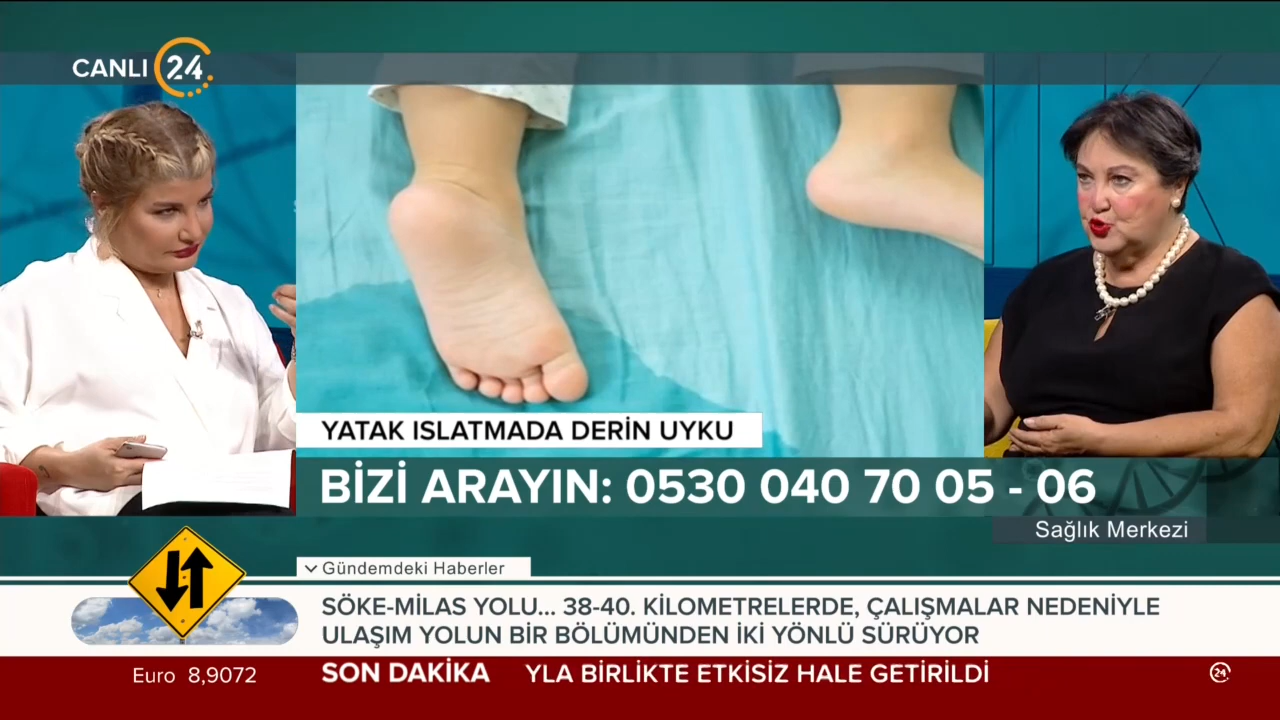 CANLI 24
YATAK ISLATMADA DERİN UYKU
BİZİ ARAYIN: 0530 040 70 05 - 06
Sağlık Merkezi
Gündemdeki Haberler
SÖKE-MİLAS YOLU... 38-40. KİLOMETRELERDE, ÇALIŞMALAR NEDENİYLE
ULAŞIM YOLUN BİR BÖLÜMÜNDEN İKİ YÖNLÜ SÜRÜYOR
Euro 8,9072 SON DAKİKA YLA BİRLİKTE ETKİSİZ HALE GETİRİLDİ 24